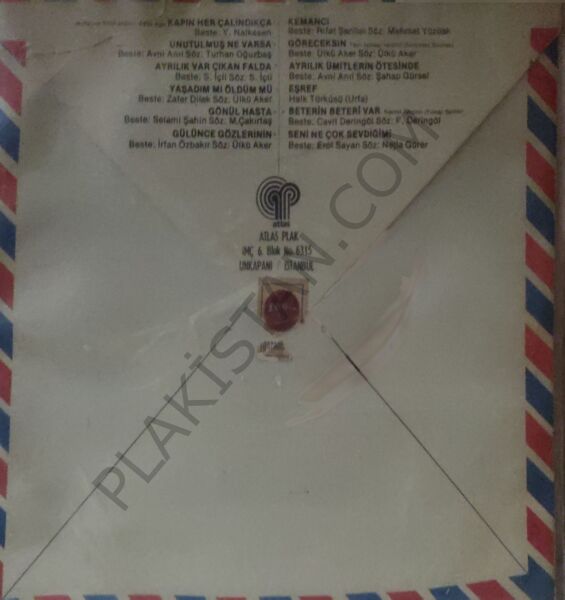 KAPIN HER ÇALINDIKÇA
Beste: Y. Nalkesen
UNUTULMUŞ NE VARSA
Beste: Avni Anıl Söz: Turhan Oğuzbaş
AYRILIK VAR ÇIKAN FALDA
Beste: S. İçli Söz: S. İçli
YAŞADIM MI ÖLDÜM MÜ
Beste: Zafer Dilek Söz: Ülkü Aker
GÖNÜL HASTA
Beste: Selami Şahin Söz: M.Çakırtaş
GÜLÜNCE GÖZLERİNİN
Beste: İrfan Özbakır Söz: Ülkü Aker
KEMANCI
Beste: Rıfat Şanlıel Söz: Mehmet Yüzüak
GÖRECEKSİN
Beste: Ülkü Aker Söz: Ülkü Aker
AYRILIK ÜMİTLERİN ÖTESİNDE
Beste: Avni Anıl Söz: Şahap Gürsel
EŞREF
Halk Türküsü (Urfa)
BETERİN BETERİ VAR
Beste: Cavit Deringöl Söz: F. Deringöl
SENİ NE ÇOK SEVDİĞİMİ
Beste: Erol Sayan Söz: Nejla Görer
atlas
ATLAS PLAK
İMÇ 6. Blok No. 6315
UNKAPANI / İSTANBUL
PLAKİSTAN.COM